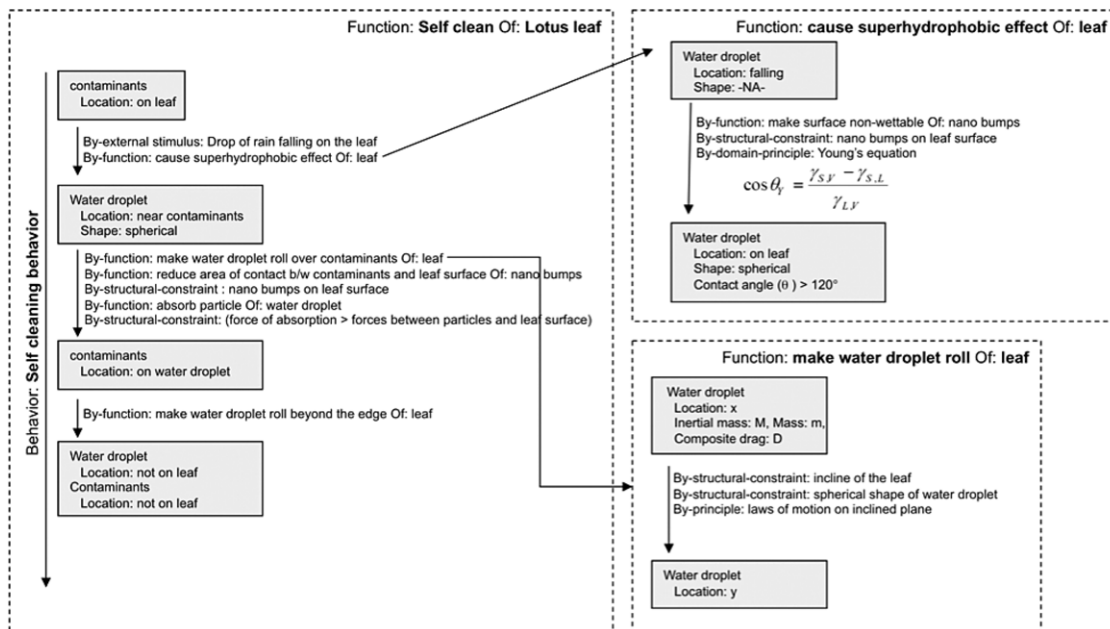 Function: Self clean Of: Lotus leaf
Behavior: Self cleaning behavior
contaminants
Location: on leaf
By-external stimulus: Drop of rain falling on the leaf
By-function: cause superhydrophobic effect Of: leaf
Water droplet
Location: near contaminants
Shape: spherical
By-function: make water droplet roll over contaminants Of: leaf
By-function: reduce area of contact b/w contaminants and leaf surface Of: nano bumps
By-structural-constraint : nano bumps on leaf surface
By-function: absorb particle Of: water droplet
By-structural-constraint: (force of absorption > forces between particles and leaf surface)
contaminants
Location: on water droplet
By-function: make water droplet roll beyond the edge Of: leaf
Water droplet
Location: not on leaf
Contaminants
Location: not on leaf
Function: cause superhydrophobic effect Of: leaf
Water droplet
Location: falling
Shape: -NA-
By-function: make surface non-wettable Of: nano bumps
By-structural-constraint: nano bumps on leaf surface
By-domain-principle: Young's equation
cos θ_Y = (γ_S.V − γ_S.L) / γ_L.V
Water droplet
Location: on leaf
Shape: spherical
Contact angle (θ ) > 120°
Function: make water droplet roll Of: leaf
Water droplet
Location: x
Inertial mass: M, Mass: m,
Composite drag: D
By-structural-constraint: incline of the leaf
By-structural-constraint: spherical shape of water droplet
By-principle: laws of motion on inclined plane
Water droplet
Location: y